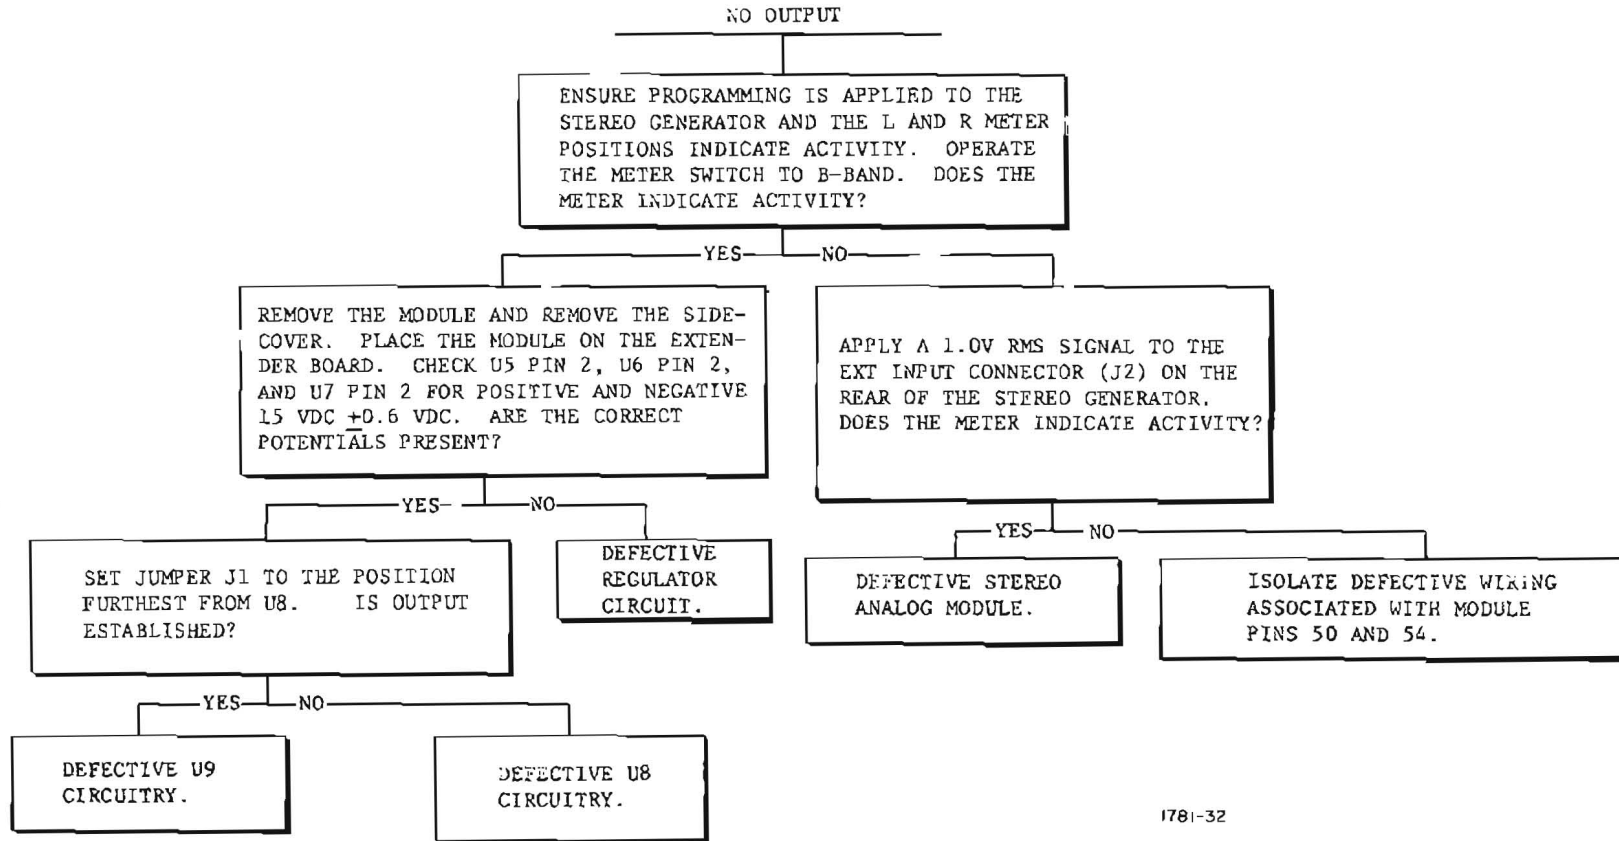 NO OUTPUT
ENSURE PROGRAMMING IS APPLIED TO THE
STEREO GENERATOR AND THE L AND R METER
POSITIONS INDICATE ACTIVITY. OPERATE
THE METER SWITCH TO B-BAND. DOES THE
METER INDICATE ACTIVITY?
YES NO
REMOVE THE MODULE AND REMOVE THE SIDE-
COVER. PLACE THE MODULE ON THE EXTEN-
DER BOARD. CHECK U5 PIN 2, U6 PIN 2,
AND U7 PIN 2 FOR POSITIVE AND NEGATIVE
15 VDC ±0.6 VDC. ARE THE CORRECT
POTENTIALS PRESENT?
APPLY A 1.0V RMS SIGNAL TO THE
EXT INPUT CONNECTOR (J2) ON THE
REAR OF THE STEREO GENERATOR.
DOES THE METER INDICATE ACTIVITY?
YES NO
YES NO
SET JUMPER J1 TO THE POSITION
FURTHEST FROM U8. IS OUTPUT
ESTABLISHED?
DEFECTIVE
REGULATOR
CIRCUIT.
DEFECTIVE STEREO
ANALOG MODULE.
ISOLATE DEFECTIVE WIRING
ASSOCIATED WITH MODULE
PINS 50 AND 54.
YES NO
DEFECTIVE U9
CIRCUITRY.
DEFECTIVE U8
CIRCUITRY.
1781-32